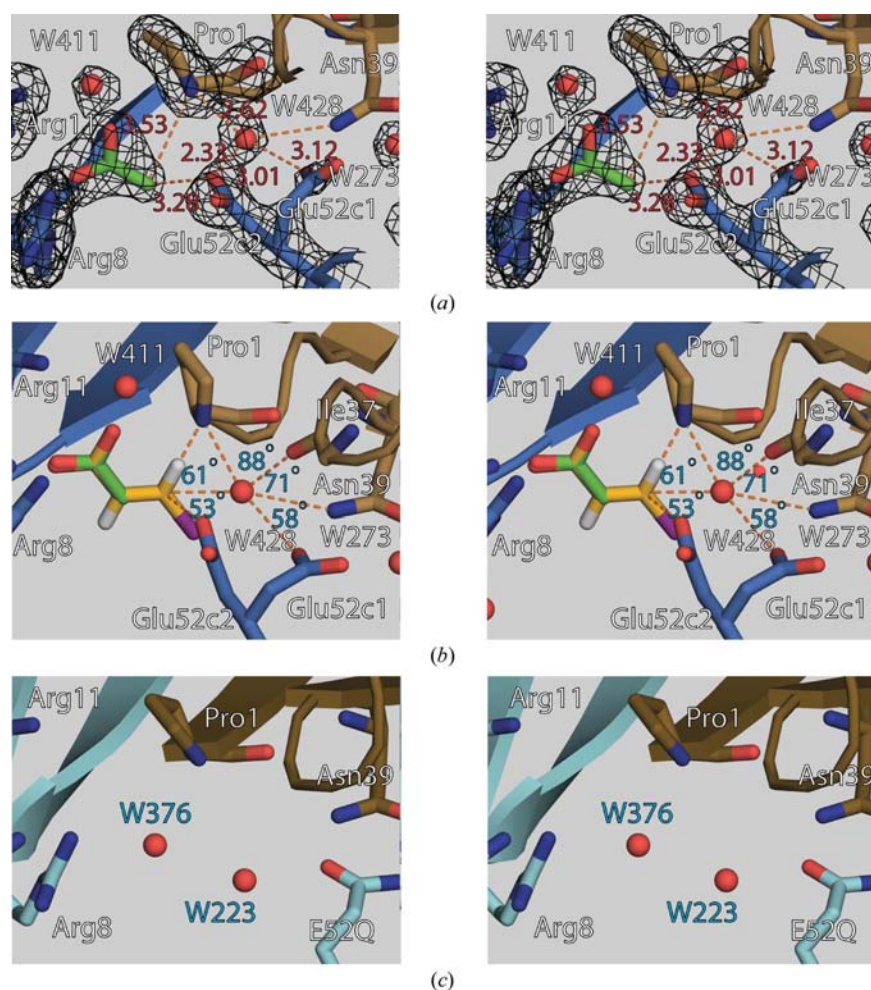 W411 Pro1 Asn39
W428
2.62
Arg11 3.53
2.33 3.12
3.01 W273
3.29 Glu52c1
Glu52c2
Arg8
W411 Pro1 Asn39
W428
2.62
Arg11 3.53
2.33 3.12
3.01 W273
3.29 Glu52c1
Glu52c2
Arg8
(a)
W411 Pro1
Arg11 Ile37
61° 88° 71° Asn39
53° 58°
W428 W273
Arg8
Glu52c2 Glu52c1
W411 Pro1
Arg11 Ile37
61° 88° 71° Asn39
53° 58°
W428 W273
Arg8
Glu52c2 Glu52c1
(b)
Arg11
Pro1
Asn39
W376
W223
Arg8 E52Q
Arg11
Pro1
Asn39
W376
W223
Arg8 E52Q
(c)